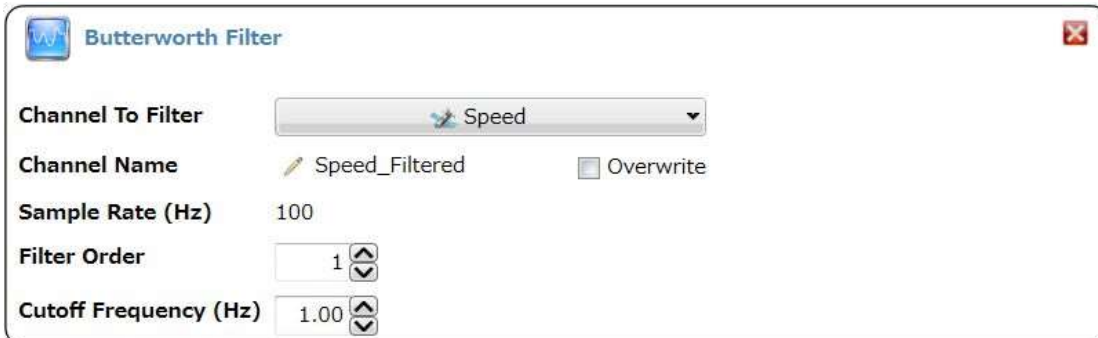 Butterworth Filter
Channel To Filter Speed
Channel Name Speed_Filtered Overwrite
Sample Rate (Hz) 100
Filter Order 1
Cutoff Frequency (Hz) 1.00